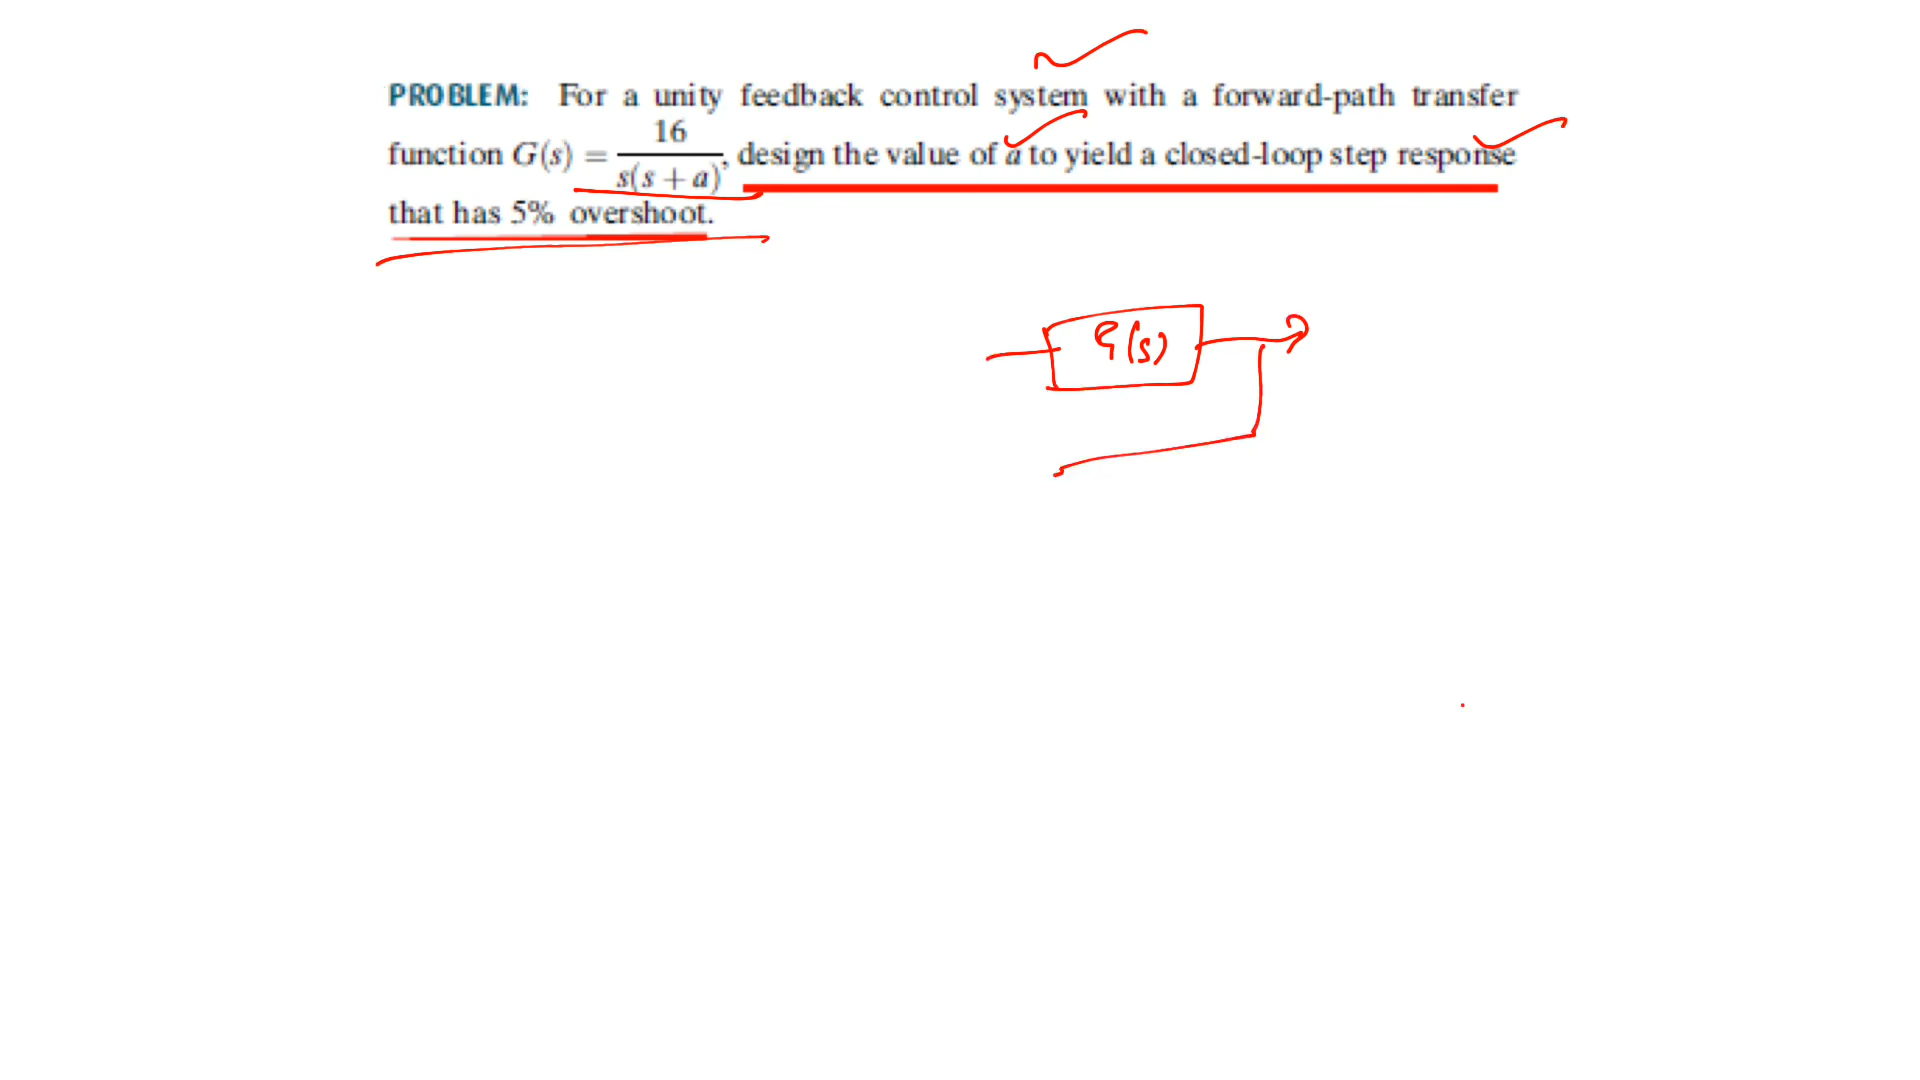 PROBLEM: For a unity feedback control system with a forward-path transfer
function G(s) = 16 / s(s + a), design the value of a to yield a closed-loop step response
that has 5% overshoot.
G(s)